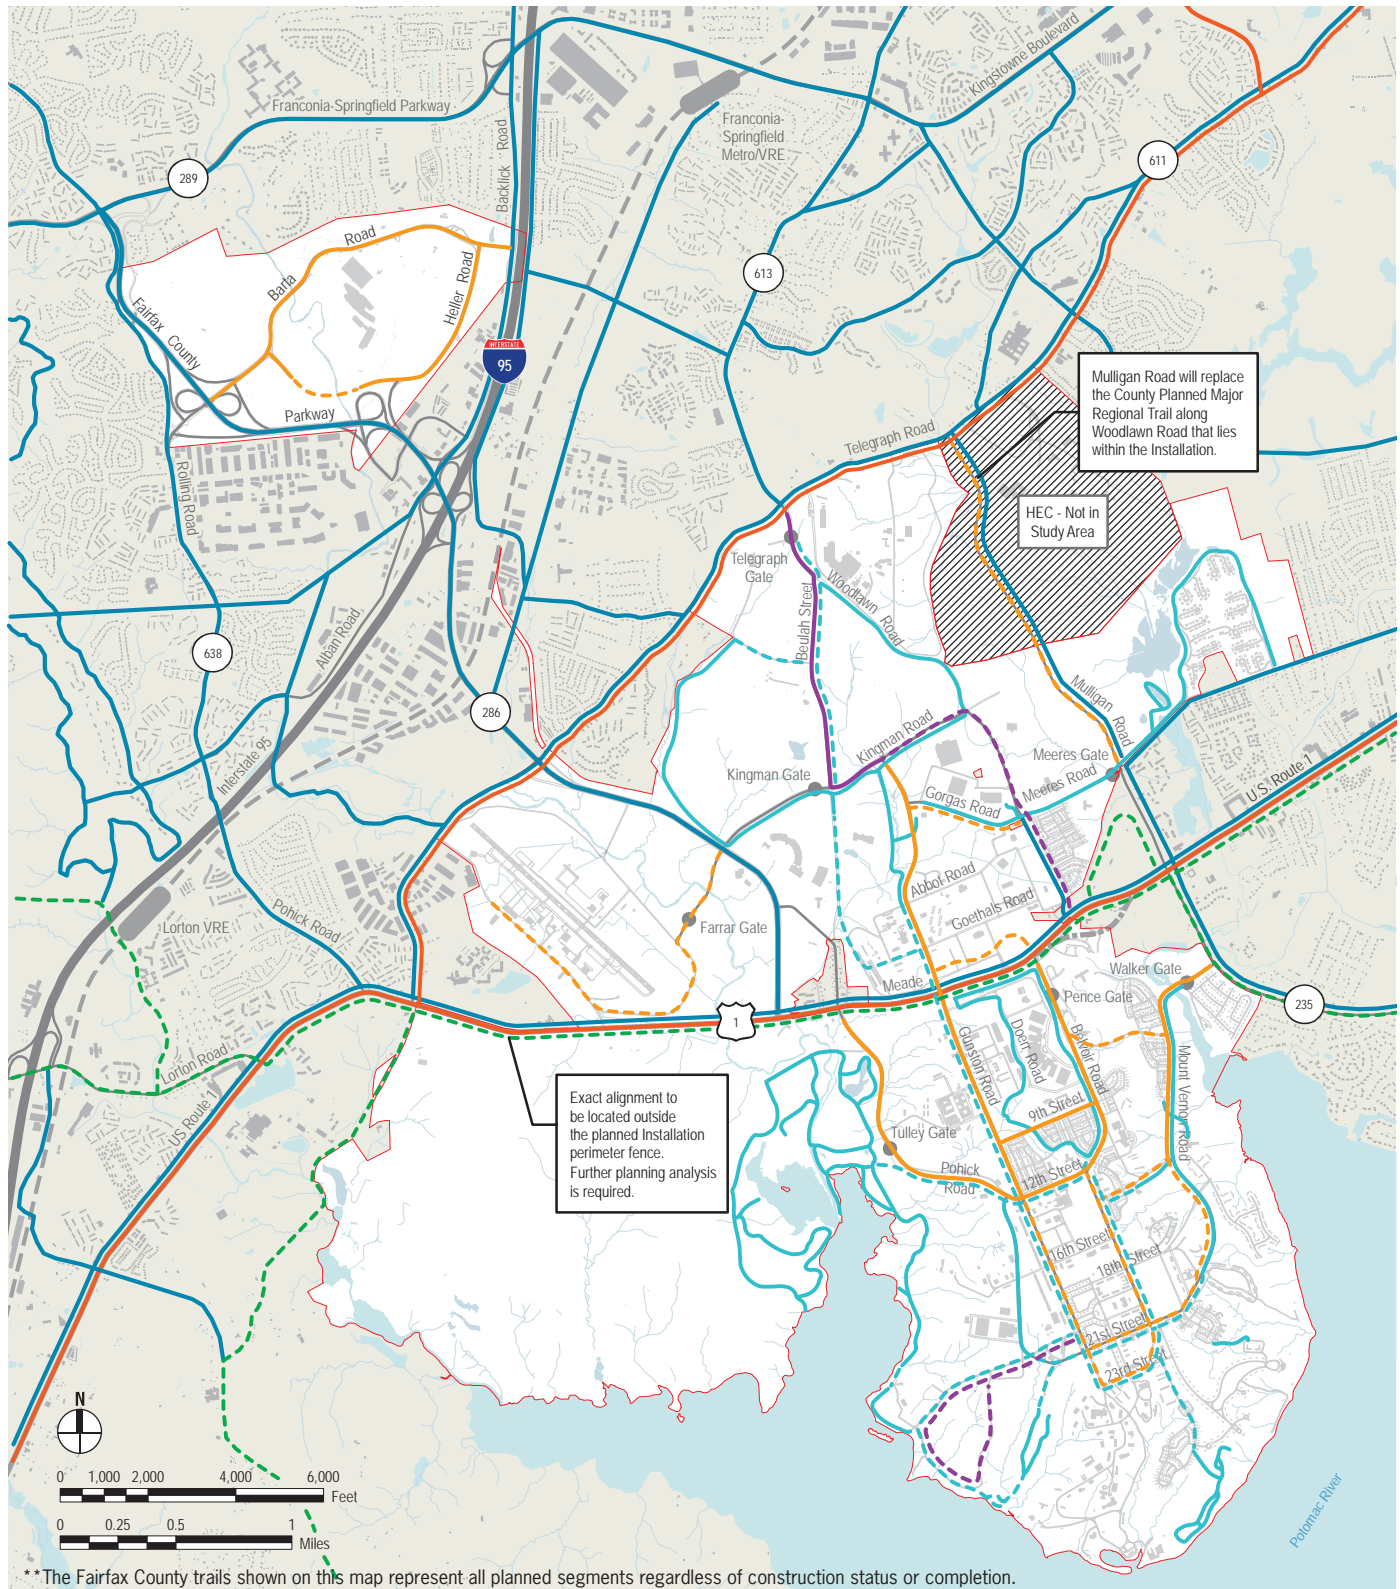 Kingstowne Boulevard
Franconia-Springfield Parkway
Backlick Road
Franconia-
Springfield
Metro/VRE
611
289
613
Barta Road
Heller Road
Fairfax County Parkway
INTERSTATE
95
Mulligan Road will replace
the County Planned Major
Regional Trail along
Woodlawn Road that lies
within the Installation.
Telegraph Road
Rolling Road
HEC - Not in
Study Area
Telegraph
Gate
Woodlawn Road
Beulah Street
Alban Road
638
286
Mulligan Road
Kingman Road
Meeres Gate
Interstate 95
Kingman Gate
Meeres Road
Gorgas Road
U.S. Route 1
Abbot Road
Goethals Road
Pohick Road
Lorton VRE
Farrar Gate
Walker Gate
Meade
Pence Gate
235
1
Gunston Road
Doerr Road
Belvoir Road
Mount Vernon Road
Lorton Road
US Route 1
Exact alignment to
be located outside
the planned Installation
perimeter fence.
Further planning analysis
is required.
9th Street
Tulley Gate
Pohick
Road
12th Street
16th Street
18th Street
21st Street
23rd Street
N
0 1,000 2,000 4,000 6,000
Feet
0 0.25 0.5 1
Miles
Potomac River
**The Fairfax County trails shown on this map represent all planned segments regardless of construction status or completion.